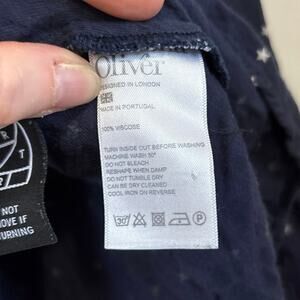 Oliver
DESIGNED IN LONDON
MADE IN PORTUGAL
100% VISCOSE
TURN INSIDE OUT BEFORE WASHING
MACHINE WASH 30°
DO NOT BLEACH
RESHAPE WHEN DAMP
DO NOT TUMBLE DRY
CAN BE DRY CLEANED
COOL IRON ON REVERSE
30°
P
NOT
MOVE IF
TURNING